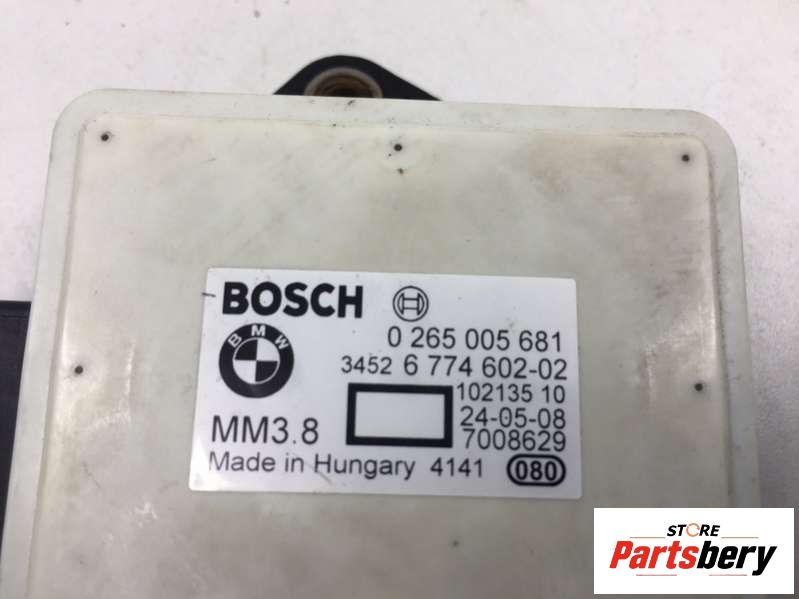 BOSCH
BMW
0 265 005 681
3452 6 774 602-02
102135 10
24-05-08
7008629
MM3.8
Made in Hungary 4141 080
STORE
Partsbery